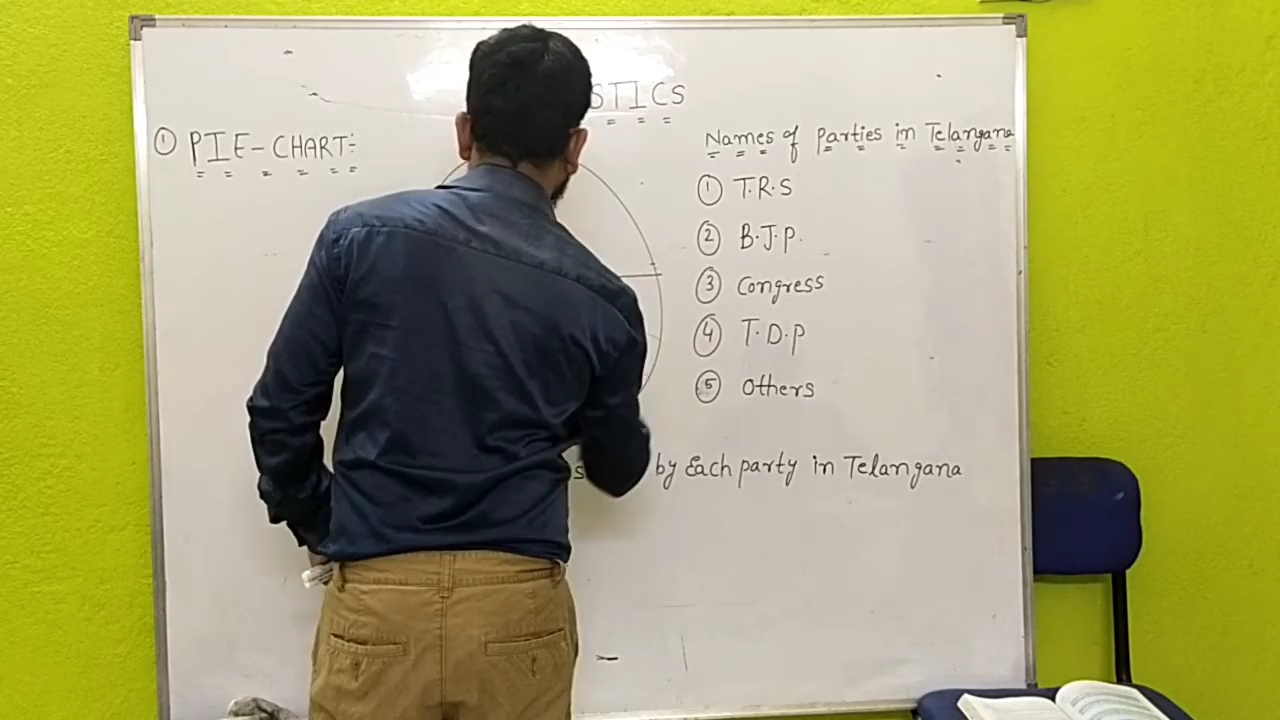 STICS
① PIE-CHART:
Names of parties in Telangana
① T.R.S
② B.J.P.
③ Congress
④ T.D.P
⑤ Others
by Each party in Telangana